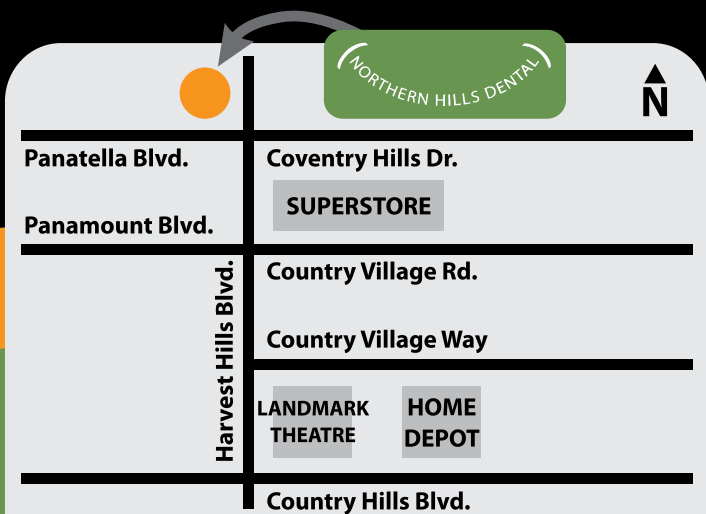 NORTHERN HILLS DENTAL
N
Panatella Blvd.
Coventry Hills Dr.
SUPERSTORE
Panamount Blvd.
Country Village Rd.
Harvest Hills Blvd.
Country Village Way
LANDMARK
THEATRE
HOME
DEPOT
Country Hills Blvd.